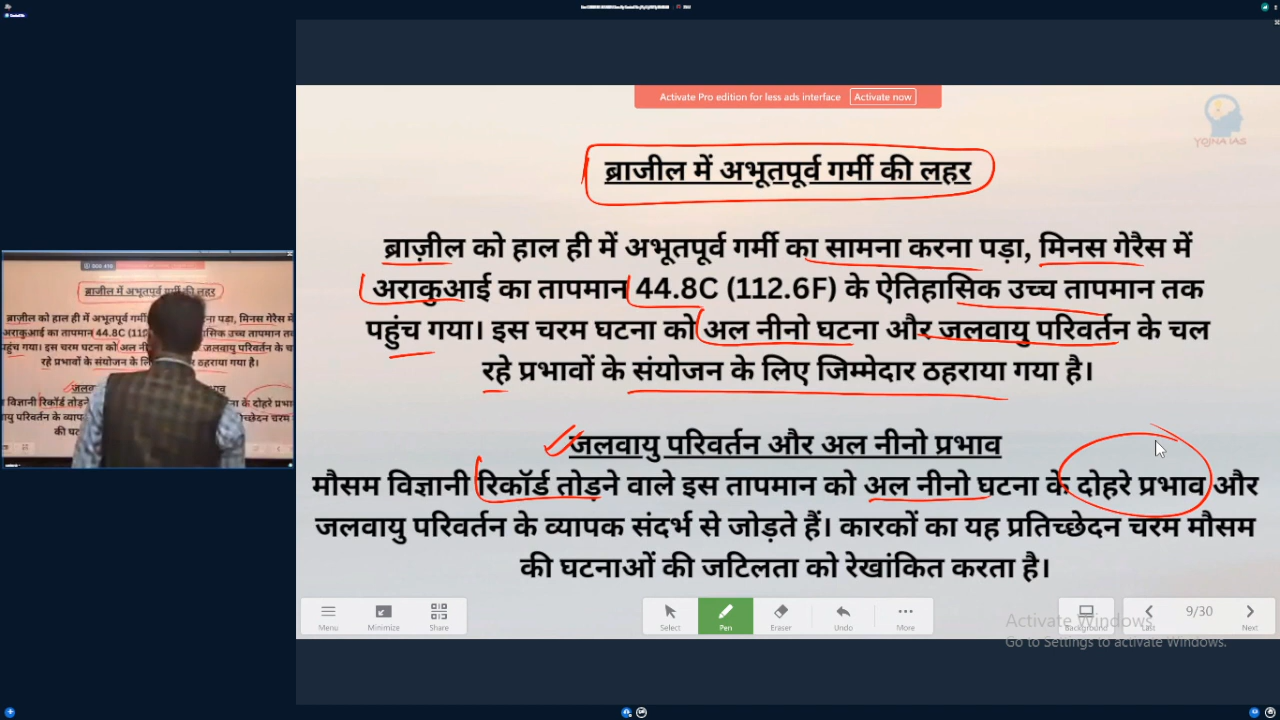 Activate Pro edition for less ads interface Activate now
YOJNA IAS
ब्राजील में अभूतपूर्व गर्मी की लहर
ब्राज़ील को हाल ही में अभूतपूर्व गर्मी का सामना करना पड़ा, मिनस गेरैस में
अराकुआई का तापमान 44.8C (112.6F) के ऐतिहासिक उच्च तापमान तक
पहुंच गया। इस चरम घटना को अल नीनो घटना और जलवायु परिवर्तन के चल
रहे प्रभावों के संयोजन के लिए जिम्मेदार ठहराया गया है।
जलवायु परिवर्तन और अल नीनो प्रभाव
मौसम विज्ञानी रिकॉर्ड तोड़ने वाले इस तापमान को अल नीनो घटना के दोहरे प्रभाव और
जलवायु परिवर्तन के व्यापक संदर्भ से जोड़ते हैं। कारकों का यह प्रतिच्छेदन चरम मौसम
की घटनाओं की जटिलता को रेखांकित करता है।
Menu Minimize Share Select Pen Eraser Undo More Background Last 9/30 Next
Activate Windows
Go to Settings to activate Windows.